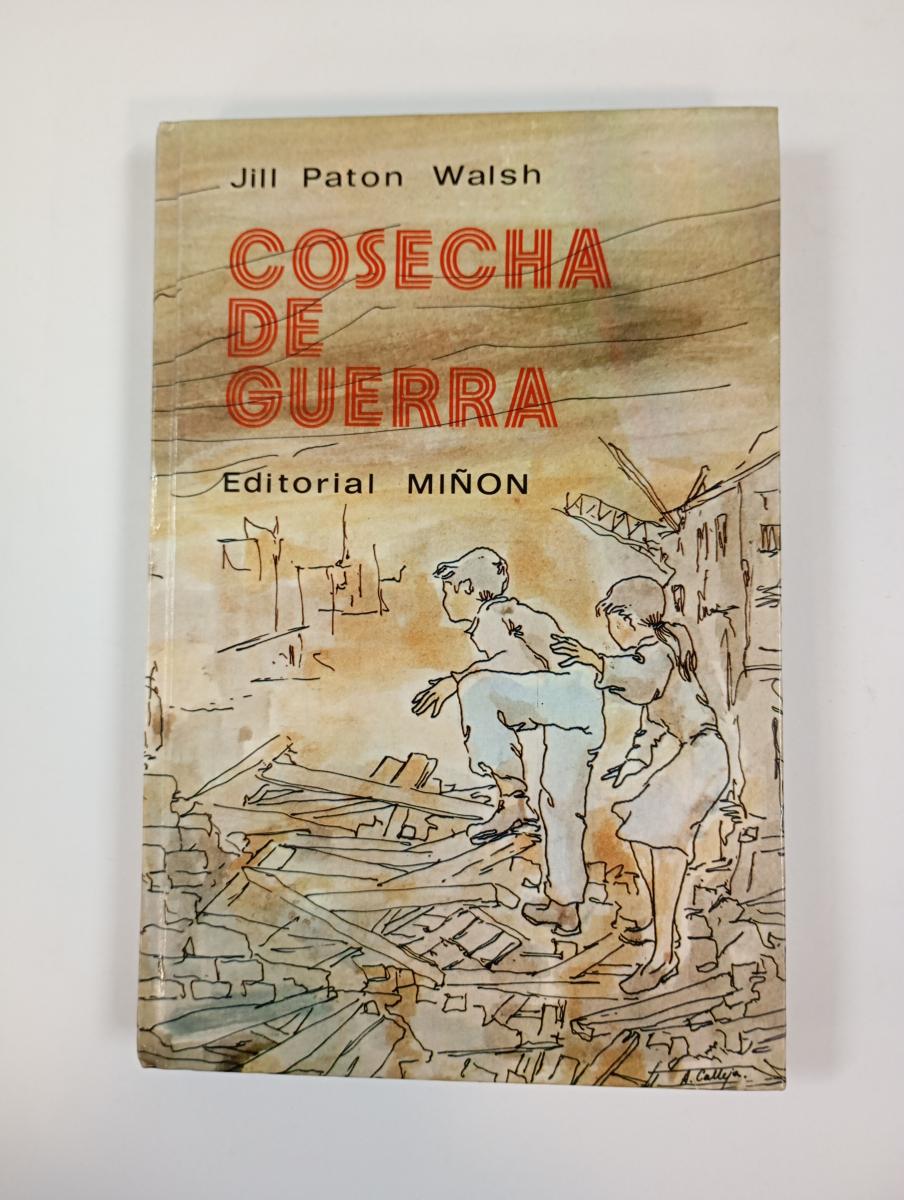 Jill Paton Walsh
COSECHA
DE
GUERRA
Editorial MIÑON
A. Calleja.